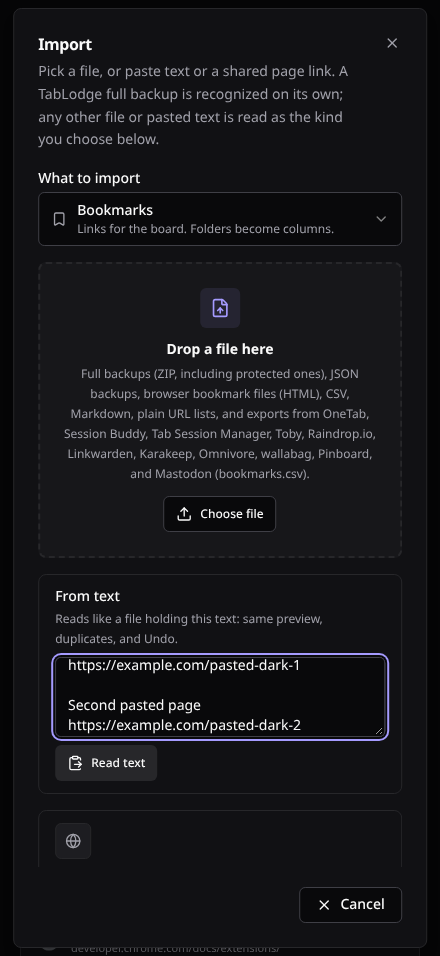 Import
Pick a file, or paste text or a shared page link. A
TabLodge full backup is recognized on its own;
any other file or pasted text is read as the kind
you choose below.
What to import
Bookmarks
Links for the board. Folders become columns.
Drop a file here
Full backups (ZIP, including protected ones), JSON
backups, browser bookmark files (HTML), CSV,
Markdown, plain URL lists, and exports from OneTab,
Session Buddy, Tab Session Manager, Toby, Raindrop.io,
Linkwarden, Karakeep, Omnivore, wallabag, Pinboard,
and Mastodon (bookmarks.csv).
Choose file
From text
Reads like a file holding this text: same preview,
duplicates, and Undo.
https://example.com/pasted-dark-1
Second pasted page
https://example.com/pasted-dark-2
Read text
Cancel
developer.chrome.com/docs/extensions/